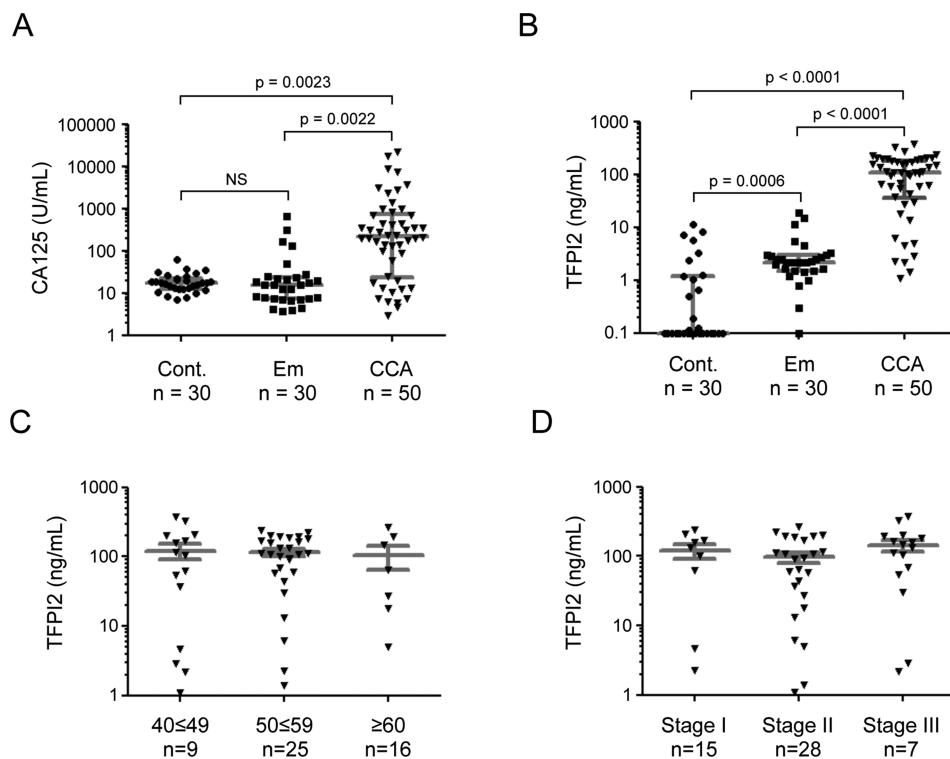 A
p = 0.0023
p = 0.0022
NS
CA125 (U/mL)
100000
10000
1000
100
10
1
Cont. Em CCA
n = 30 n = 30 n = 50
B
p < 0.0001
p < 0.0001
p = 0.0006
TFPI2 (ng/mL)
1000
100
10
1
0.1
Cont. Em CCA
n = 30 n = 30 n = 50
C
TFPI2 (ng/mL)
1000
100
10
1
40≤49 50≤59 ≥60
n=9 n=25 n=16
D
TFPI2 (ng/mL)
1000
100
10
1
Stage I Stage II Stage III
n=15 n=28 n=7